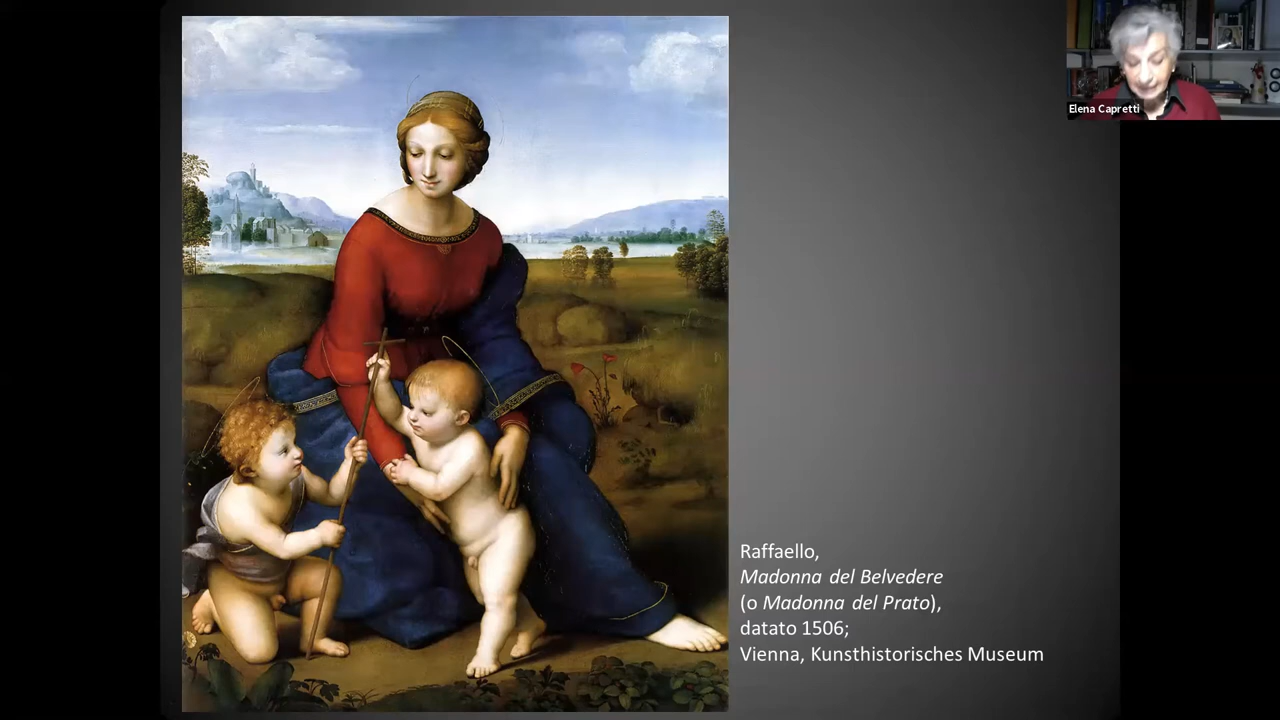 Elena Capretti
Raffaello,
Madonna del Belvedere
(o Madonna del Prato),
datato 1506;
Vienna, Kunsthistorisches Museum